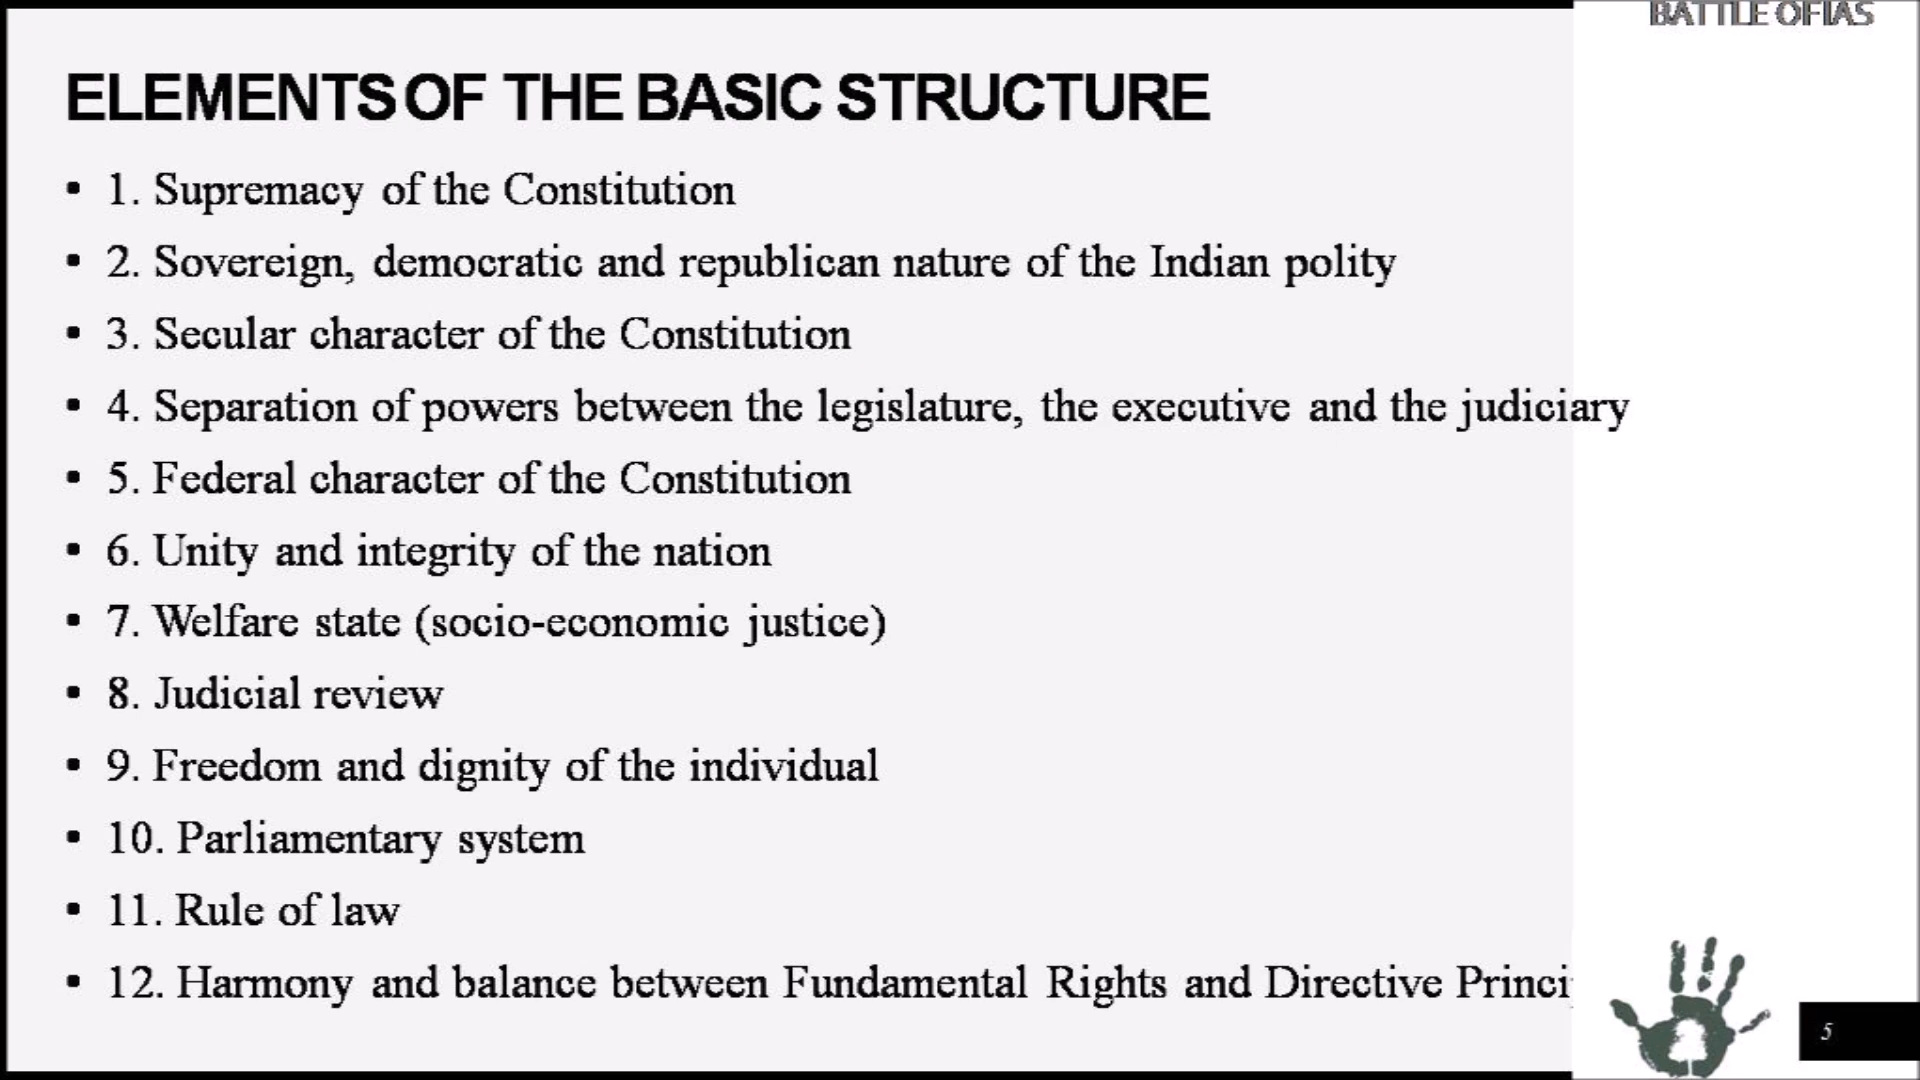 BATTLE OF IAS
ELEMENTS OF THE BASIC STRUCTURE
• 1. Supremacy of the Constitution
• 2. Sovereign, democratic and republican nature of the Indian polity
• 3. Secular character of the Constitution
• 4. Separation of powers between the legislature, the executive and the judiciary
• 5. Federal character of the Constitution
• 6. Unity and integrity of the nation
• 7. Welfare state (socio-economic justice)
• 8. Judicial review
• 9. Freedom and dignity of the individual
• 10. Parliamentary system
• 11. Rule of law
• 12. Harmony and balance between Fundamental Rights and Directive Princi
5